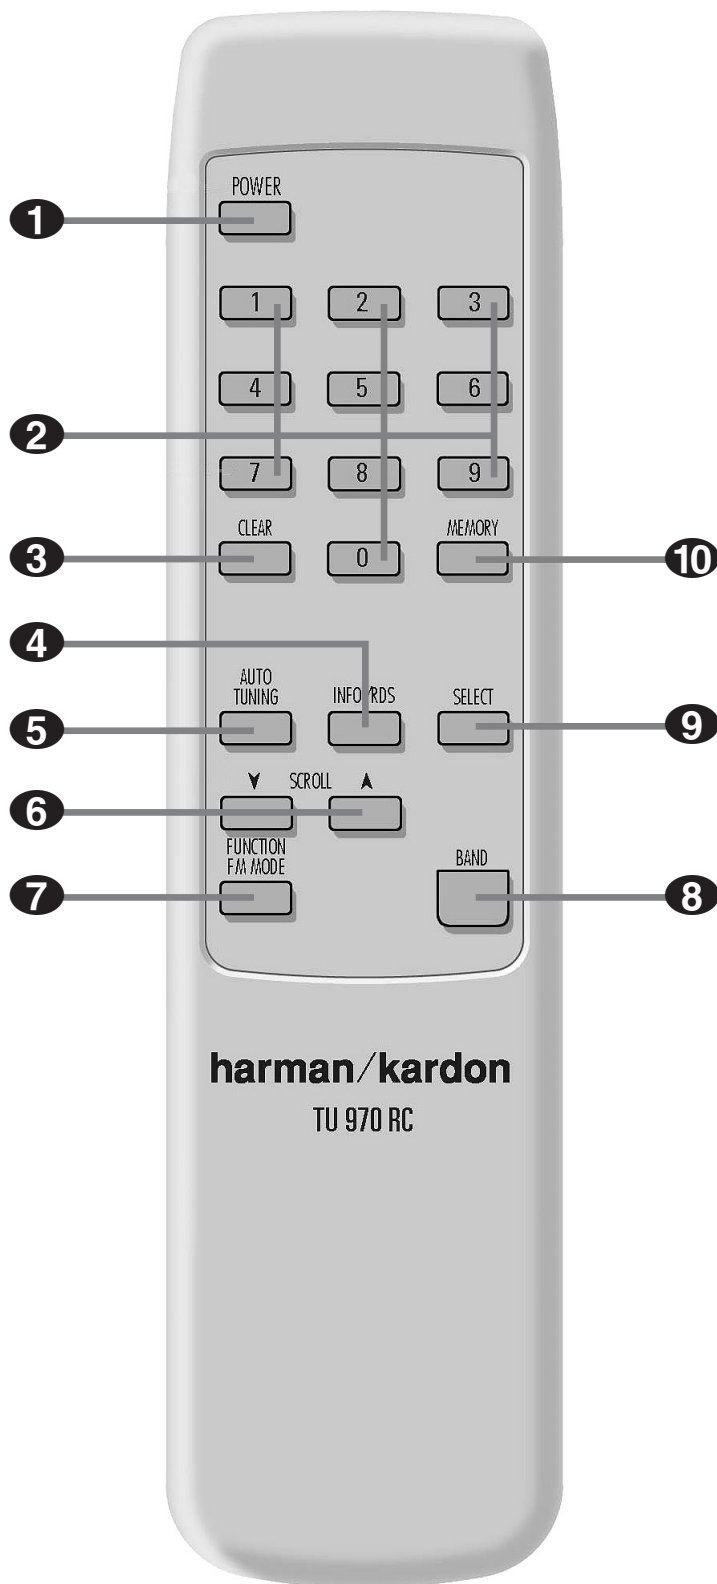 POWER
1
1 2 3
4 5 6
2
7 8 9
CLEAR MEMORY
3 0 10
4
AUTO
TUNING INFO/RDS SELECT
5 9
SCROLL
6
FUNCTION
FM MODE BAND
7 8
harman/kardon
TU 970 RC